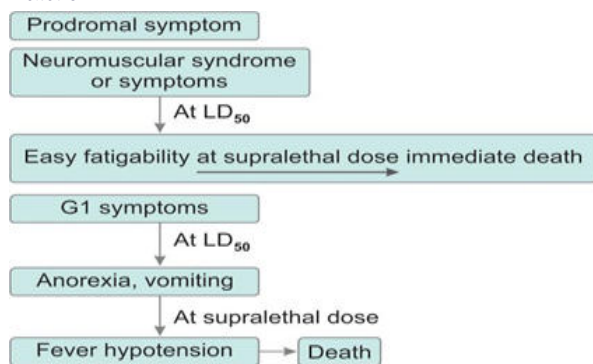 Prodromal symptom
Neuromuscular syndrome
or symptoms
At LD50
Easy fatigability at supralethal dose immediate death
G1 symptoms
At LD50
Anorexia, vomiting
At supralethal dose
Fever hypotension
Death